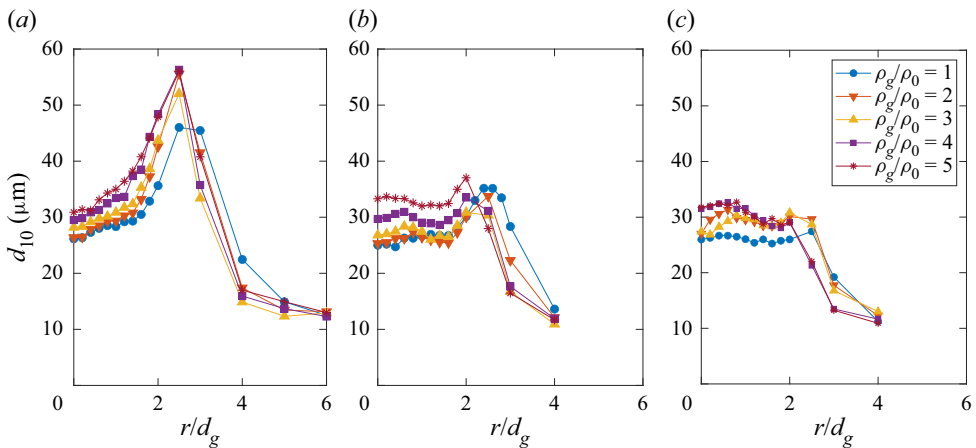 (a) (b) (c)
60 60 60
50 50 50
40 40 40
30 30 30
20 20 20
10 10 10
0 2 4 6 0 2 4 6 0 2 4 6
d10 (μm)
r/dg r/dg r/dg
ρg/ρ0 = 1
ρg/ρ0 = 2
ρg/ρ0 = 3
ρg/ρ0 = 4
ρg/ρ0 = 5